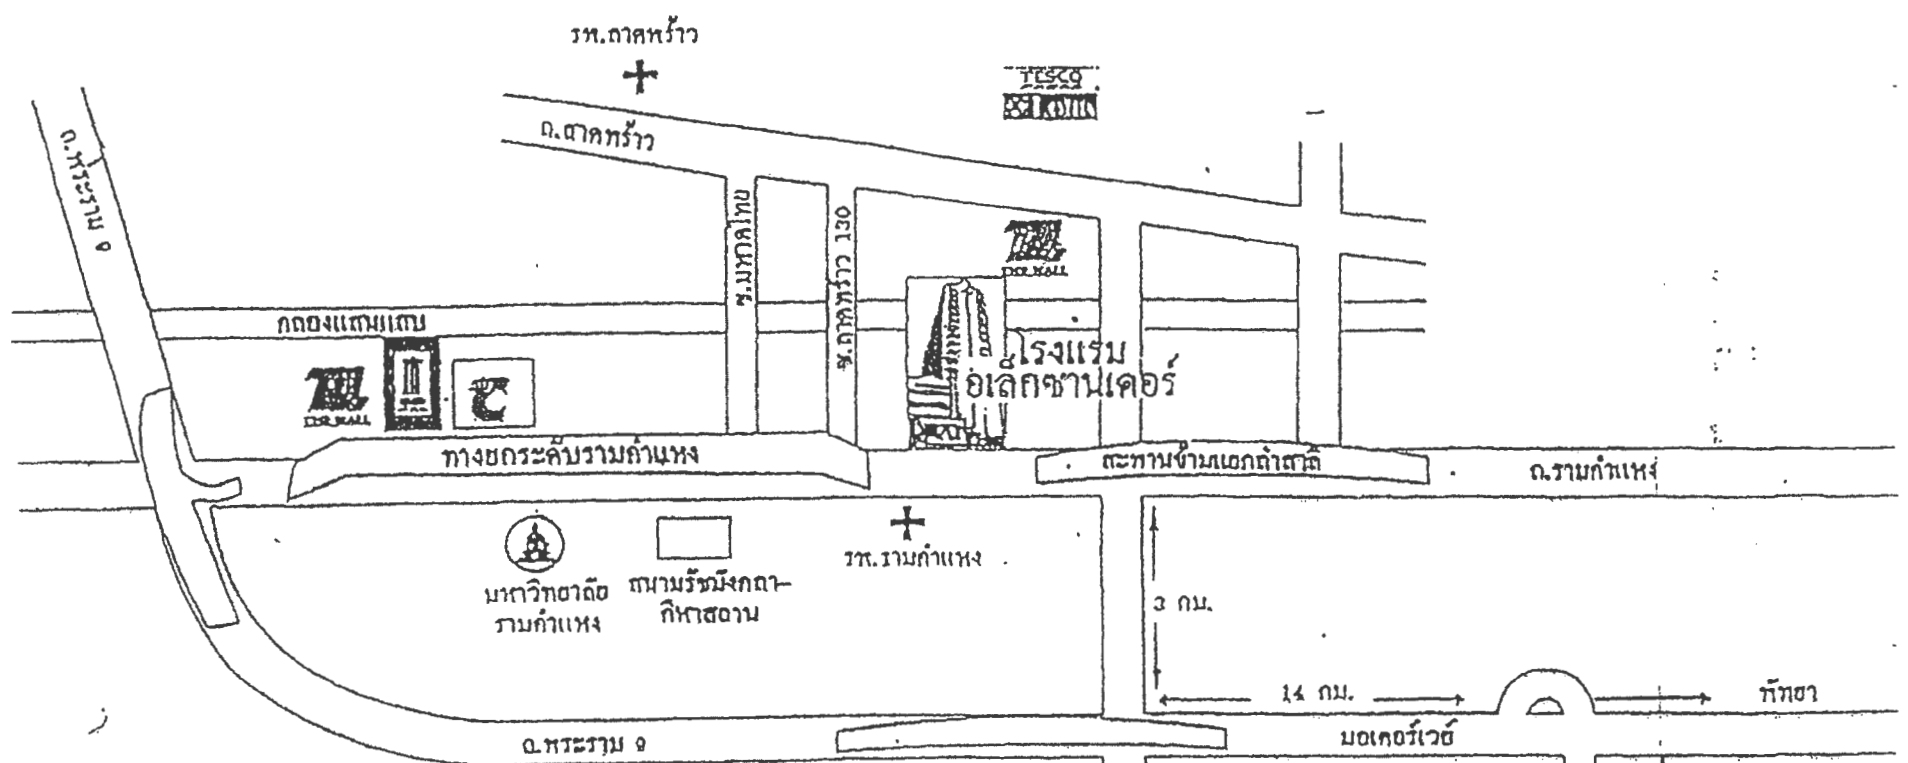 รพ.ลาดพร้าว
TESCO
ถ.ลาดพร้าว
ถ.พระราม ๙
ซ.มหาดไทย
ซ.ลาดพร้าว 130
THE MALL
คลองแสนแสบ
THE MALL
โรงแรม
อเล็กซานเดอร์
ทางยกระดับรามคำแหง
สะพานข้ามแยกลำสาลี
ถ.รามคำแหง
มหาวิทยาลัย
รามคำแหง
สนามรัชมังคลา-
กีฬาสถาน
รพ.รามคำแหง
3 กม.
14 กม.
พัทยา
ถ.พระราม ๙
มอเตอร์เวย์